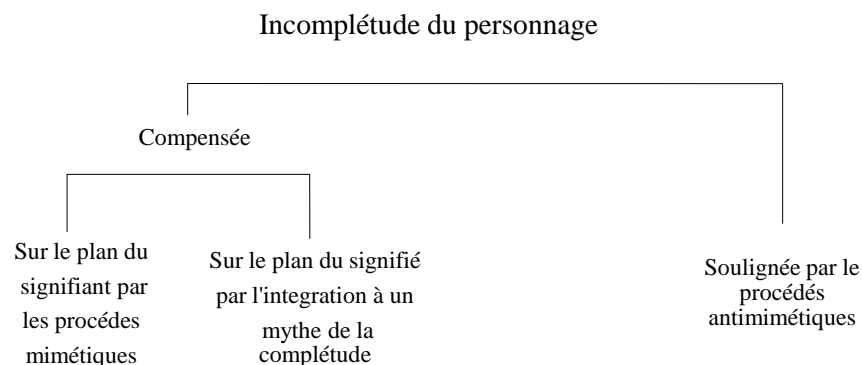 Incomplétude du personnage
Compensée
Sur le plan du
signifiant par
les procédes
mimétiques
Sur le plan du signifié
par l'integration à un
mythe de la
complétude
Soulignée par le
procédés
antimimétiques